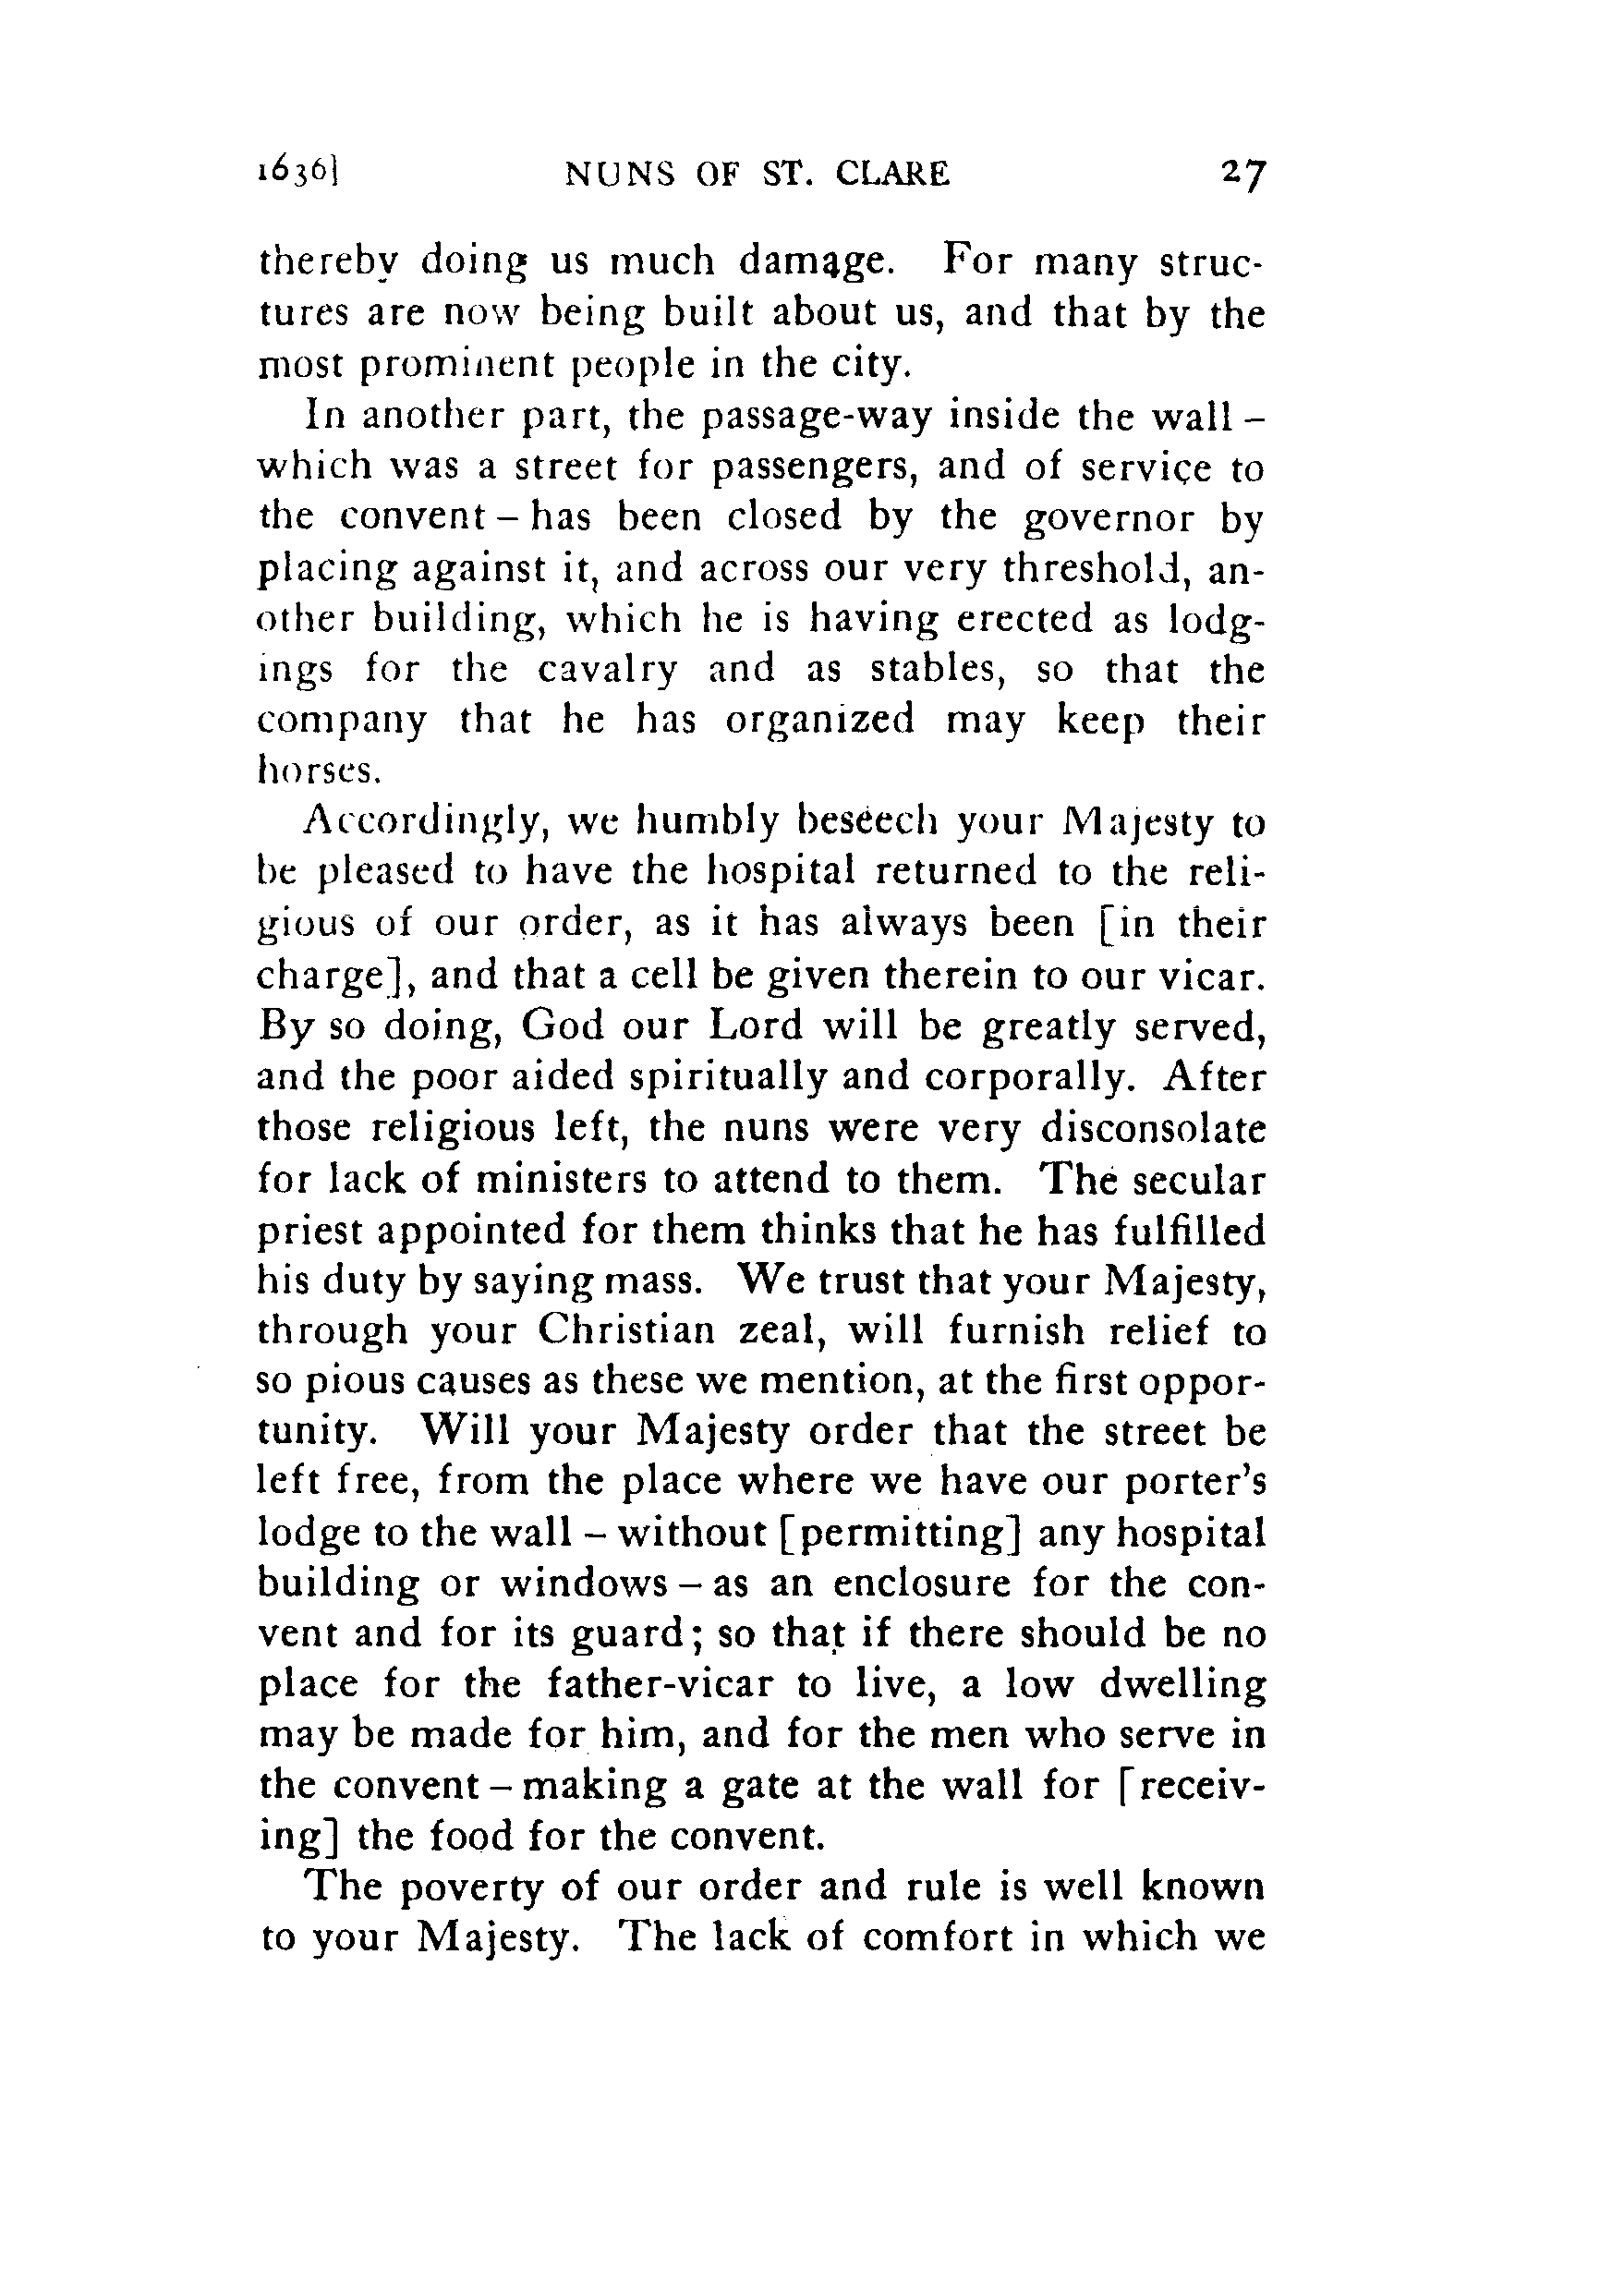 1636] NUNS OF ST. CLARE 27
thereby doing us much damage. For many struc-
tures are now being built about us, and that by the
most prominent people in the city.
In another part, the passage-way inside the wall –
which was a street for passengers, and of service to
the convent – has been closed by the governor by
placing against it, and across our very threshold, an-
other building, which he is having erected as lodg-
ings for the cavalry and as stables, so that the
company that he has organized may keep their
horses.
Accordingly, we humbly beseech your Majesty to
be pleased to have the hospital returned to the reli-
gious of our order, as it has always been [in their
charge], and that a cell be given therein to our vicar.
By so doing, God our Lord will be greatly served,
and the poor aided spiritually and corporally. After
those religious left, the nuns were very disconsolate
for lack of ministers to attend to them. The secular
priest appointed for them thinks that he has fulfilled
his duty by saying mass. We trust that your Majesty,
through your Christian zeal, will furnish relief to
so pious causes as these we mention, at the first oppor-
tunity. Will your Majesty order that the street be
left free, from the place where we have our porter's
lodge to the wall – without [permitting] any hospital
building or windows – as an enclosure for the con-
vent and for its guard; so that if there should be no
place for the father-vicar to live, a low dwelling
may be made for him, and for the men who serve in
the convent – making a gate at the wall for [receiv-
ing] the food for the convent.
The poverty of our order and rule is well known
to your Majesty. The lack of comfort in which we